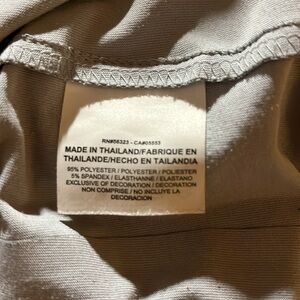 RN#56323 - CA#05553
MADE IN THAILAND/FABRIQUE EN
THAILANDE/HECHO EN TAILANDIA
95% POLYESTER / POLYESTER / POLIESTER
5% SPANDEX / ELASTHANNE / ELASTANO
EXCLUSIVE OF DECORATION / DECORATION
NON COMPRISE / NO INCLUYE LA
DECORACION